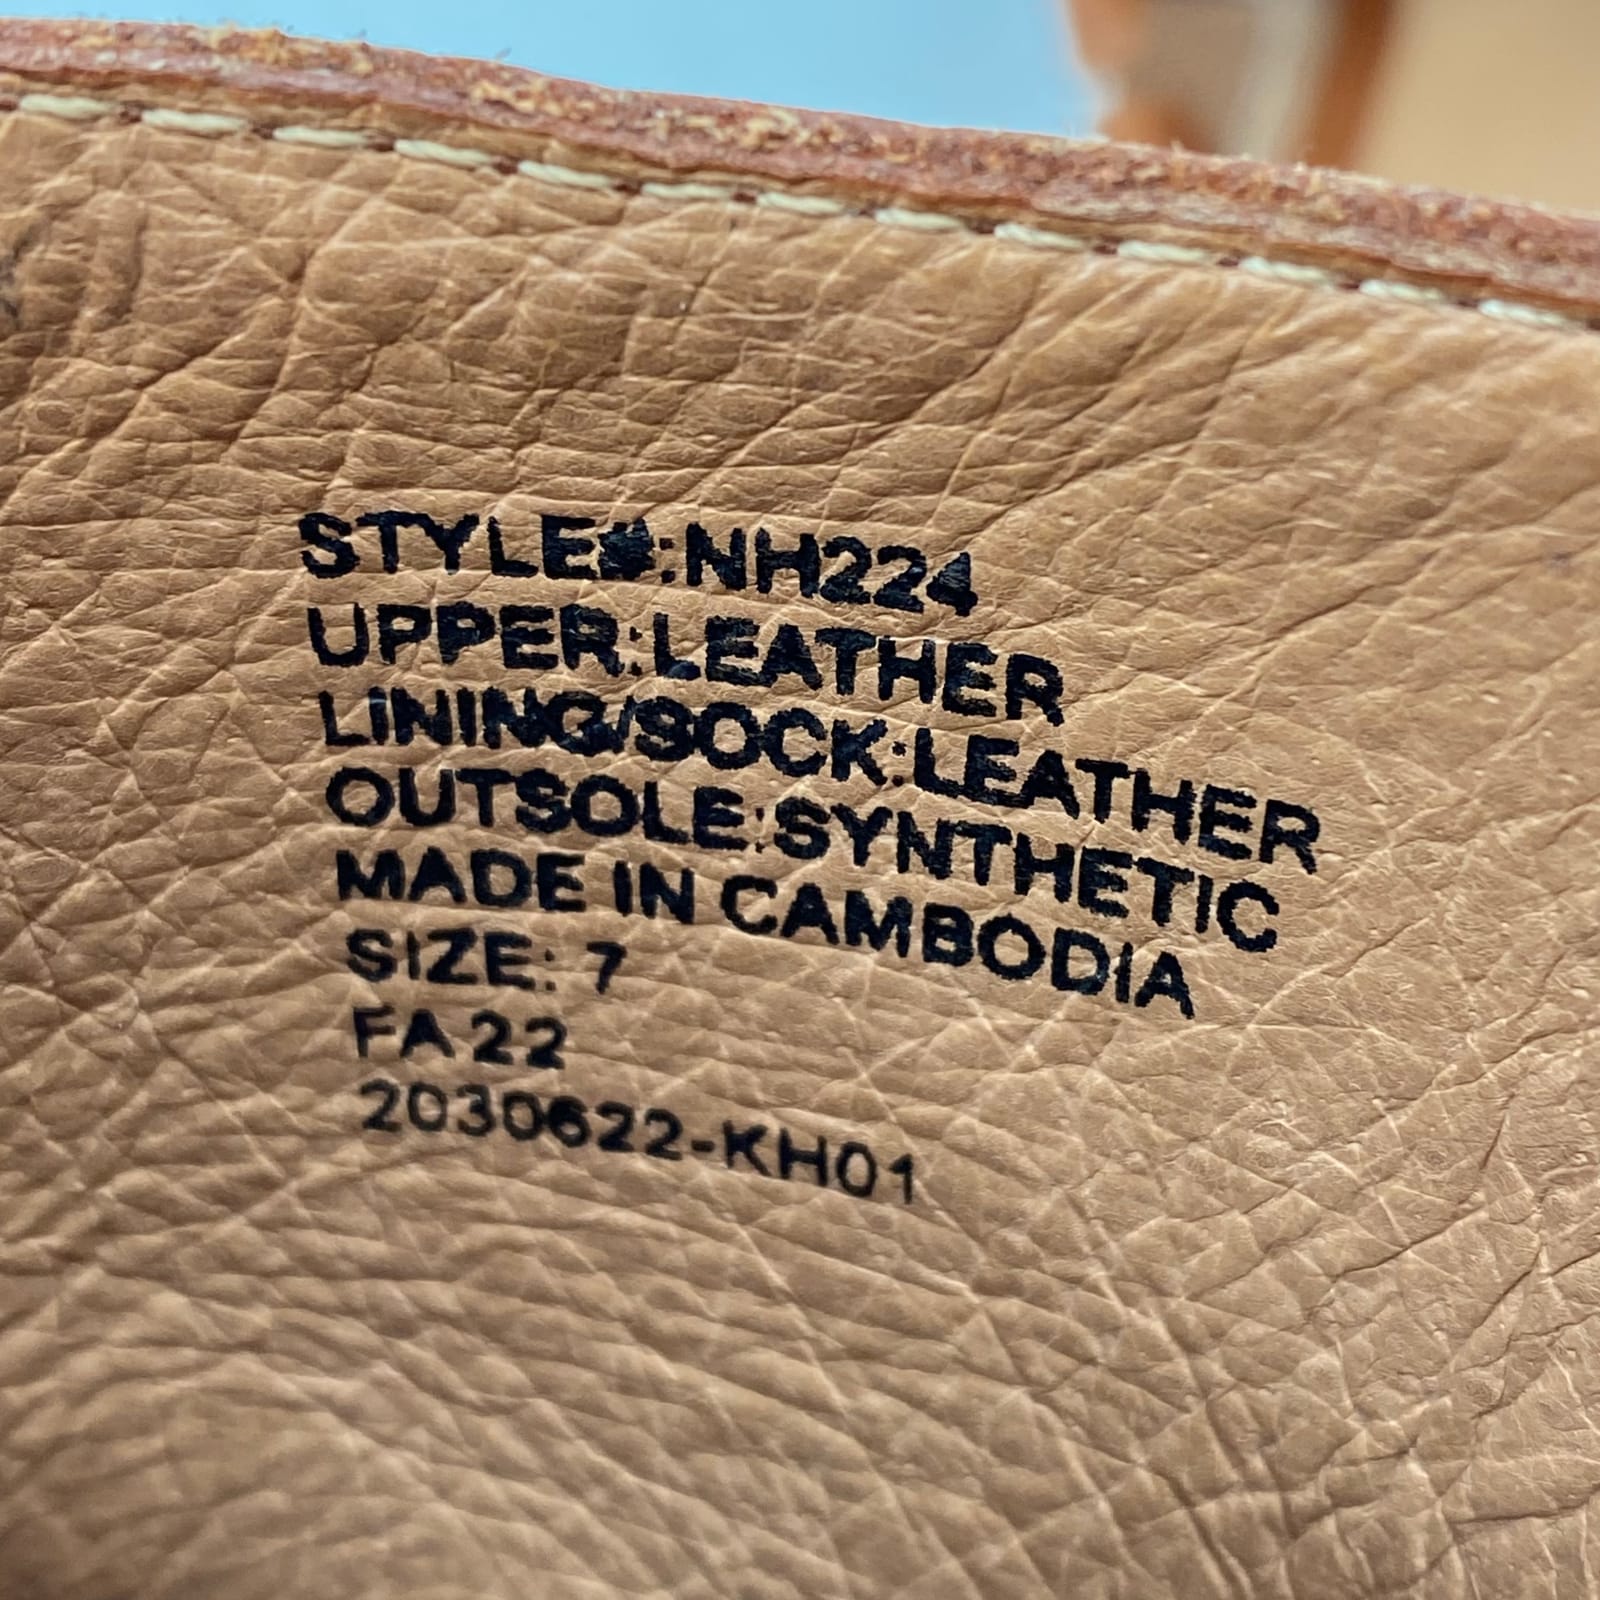 STYLE#:NH224
UPPER:LEATHER
LINING/SOCK:LEATHER
OUTSOLE:SYNTHETIC
MADE IN CAMBODIA
SIZE: 7
FA22
2030622-KH01